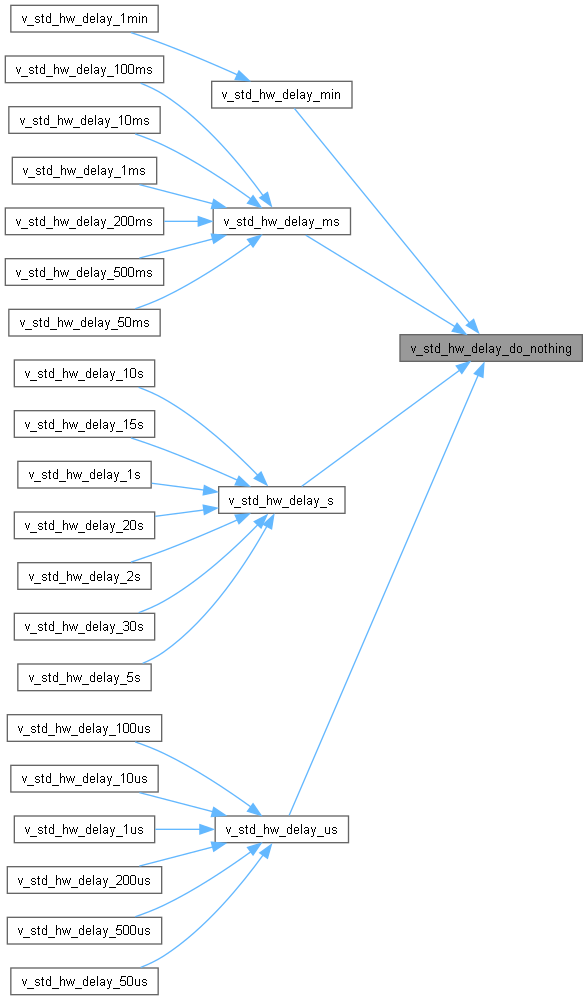 v_std_hw_delay_1min
v_std_hw_delay_100ms
v_std_hw_delay_min
v_std_hw_delay_10ms
v_std_hw_delay_1ms
v_std_hw_delay_200ms
v_std_hw_delay_ms
v_std_hw_delay_500ms
v_std_hw_delay_50ms
v_std_hw_delay_do_nothing
v_std_hw_delay_10s
v_std_hw_delay_15s
v_std_hw_delay_1s
v_std_hw_delay_s
v_std_hw_delay_20s
v_std_hw_delay_2s
v_std_hw_delay_30s
v_std_hw_delay_5s
v_std_hw_delay_100us
v_std_hw_delay_10us
v_std_hw_delay_1us
v_std_hw_delay_us
v_std_hw_delay_200us
v_std_hw_delay_500us
v_std_hw_delay_50us